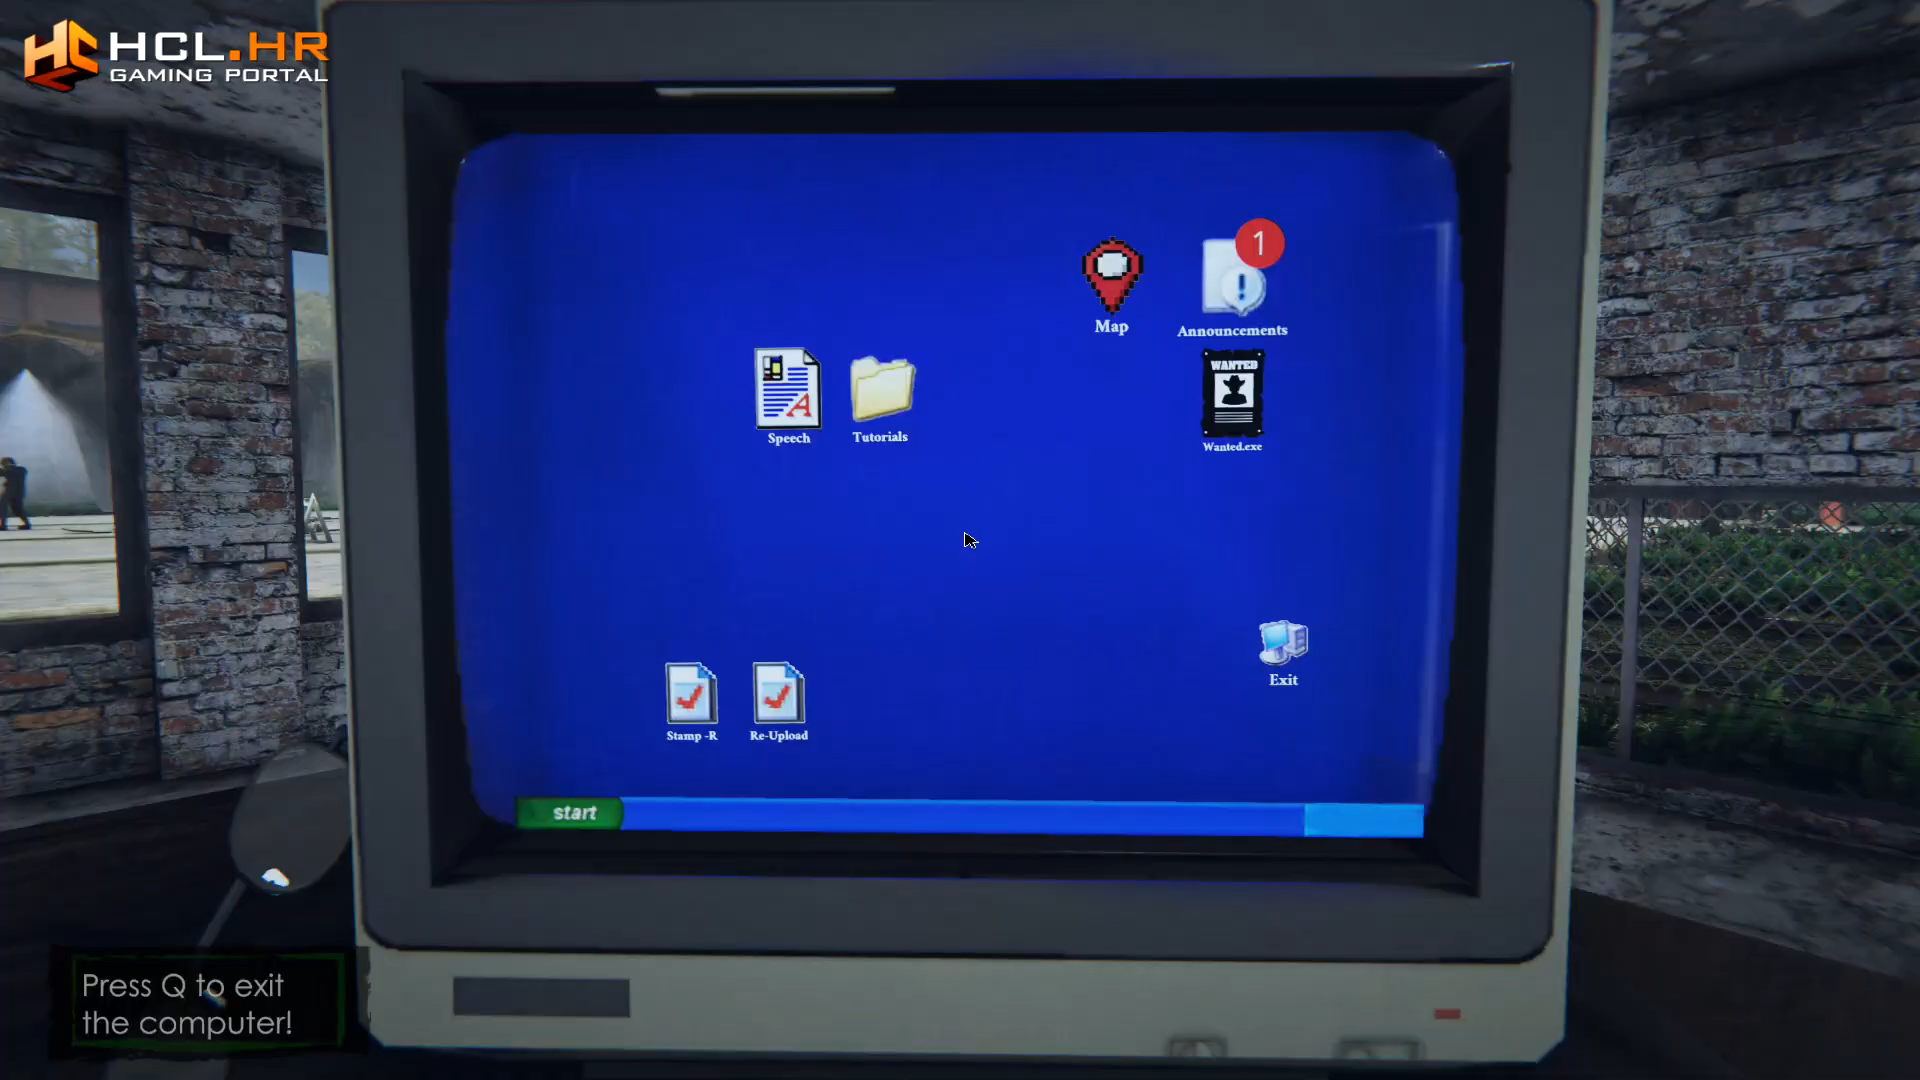 HCL.HR
GAMING PORTAL
1
Map
Announcements
WANTED
Speech
Tutorials
Wanted.exe
Exit
Stamp -R
Re-Upload
start
Press Q to exit
the computer!